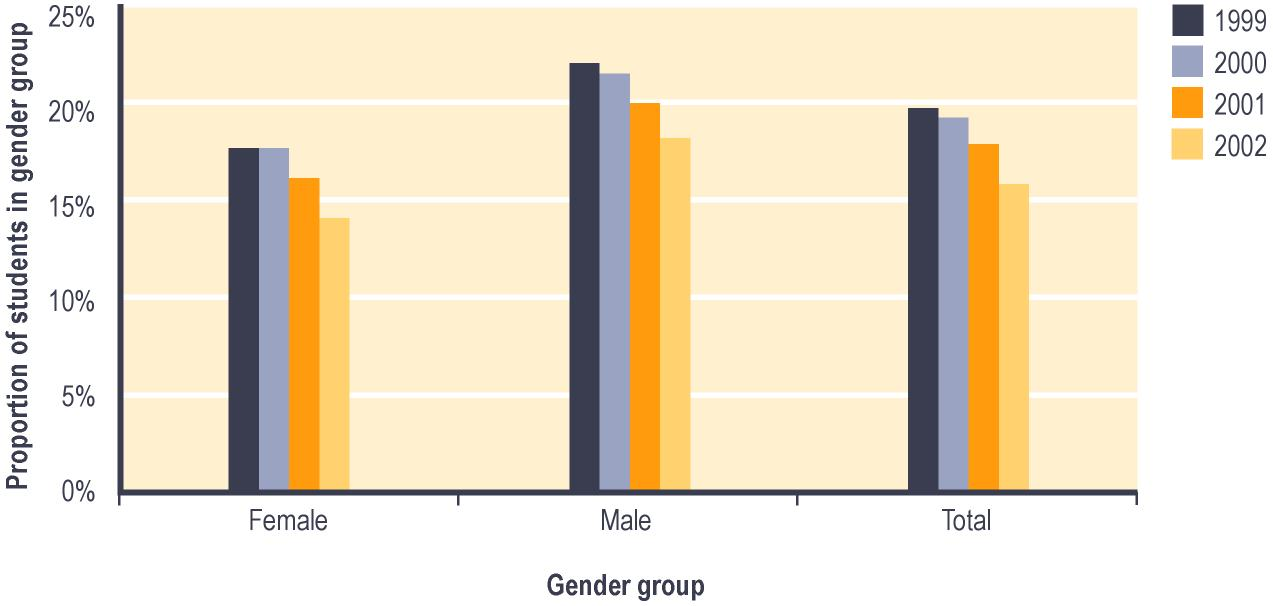 Proportion of students in gender group
25%
20%
15%
10%
5%
0%
Female
Male
Total
Gender group
1999
2000
2001
2002